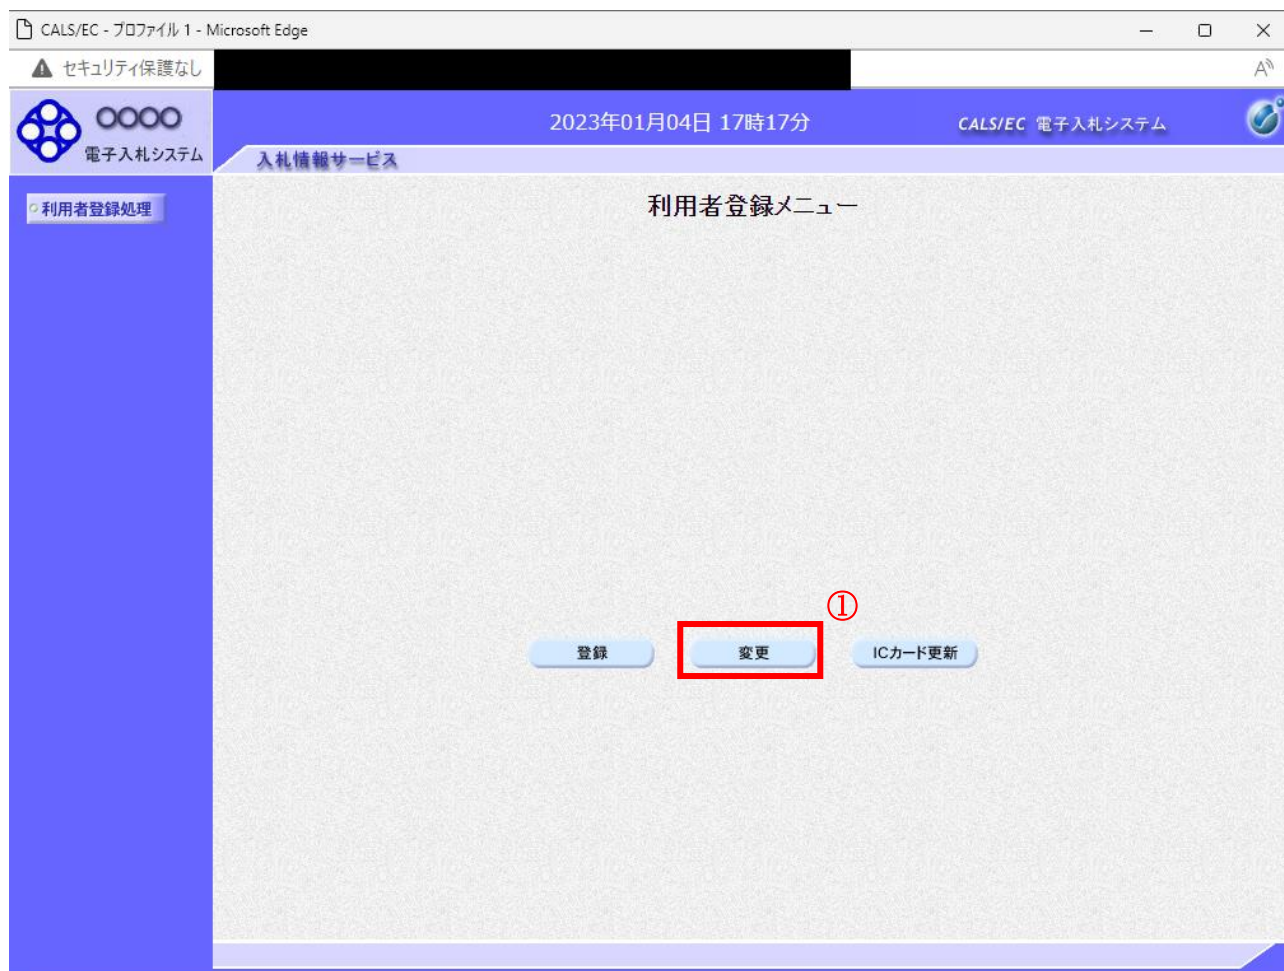 CALS/EC - プロファイル 1 - Microsoft Edge
セキュリティ保護なし
〇〇〇〇
電子入札システム
2023年01月04日 17時17分
CALS/EC 電子入札システム
入札情報サービス
利用者登録処理
利用者登録メニュー
①
登録 変更 ICカード更新